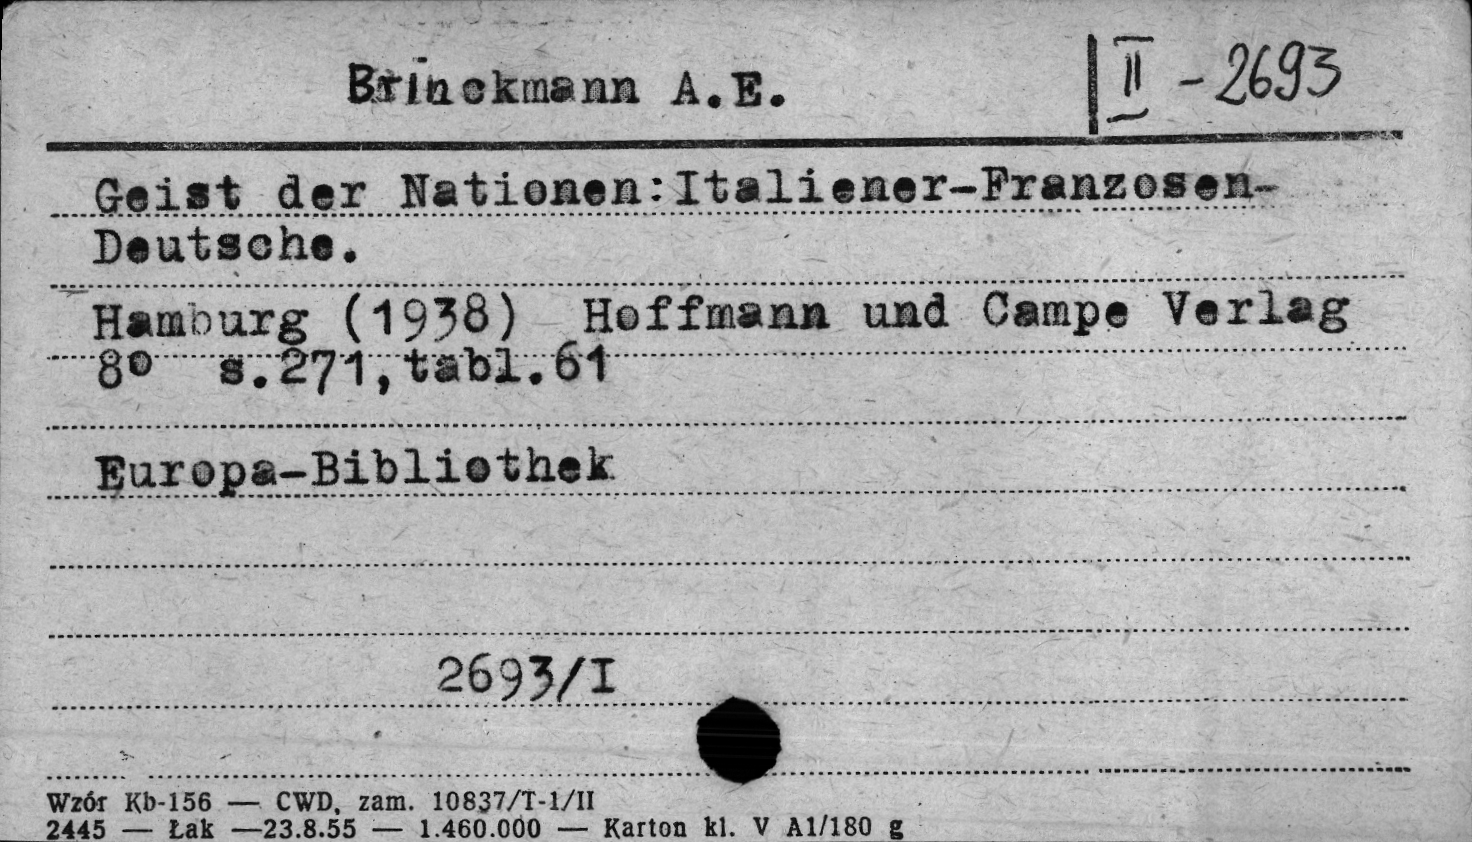 Brinckmann A.E.
II - 2693
Geist der Nationen:Italiener-Franzosen-
Deutsche.
Hamburg (1938) Hoffmann und Campe Verlag
8° s.271,tabl.61
Europa-Bibliothek
2693/I
Wzór Kb-156 — CWD, zam. 10837/T-1/II
2445 — Łak —23.8.55 — 1.460.000 — Karton kl. V A1/180 g